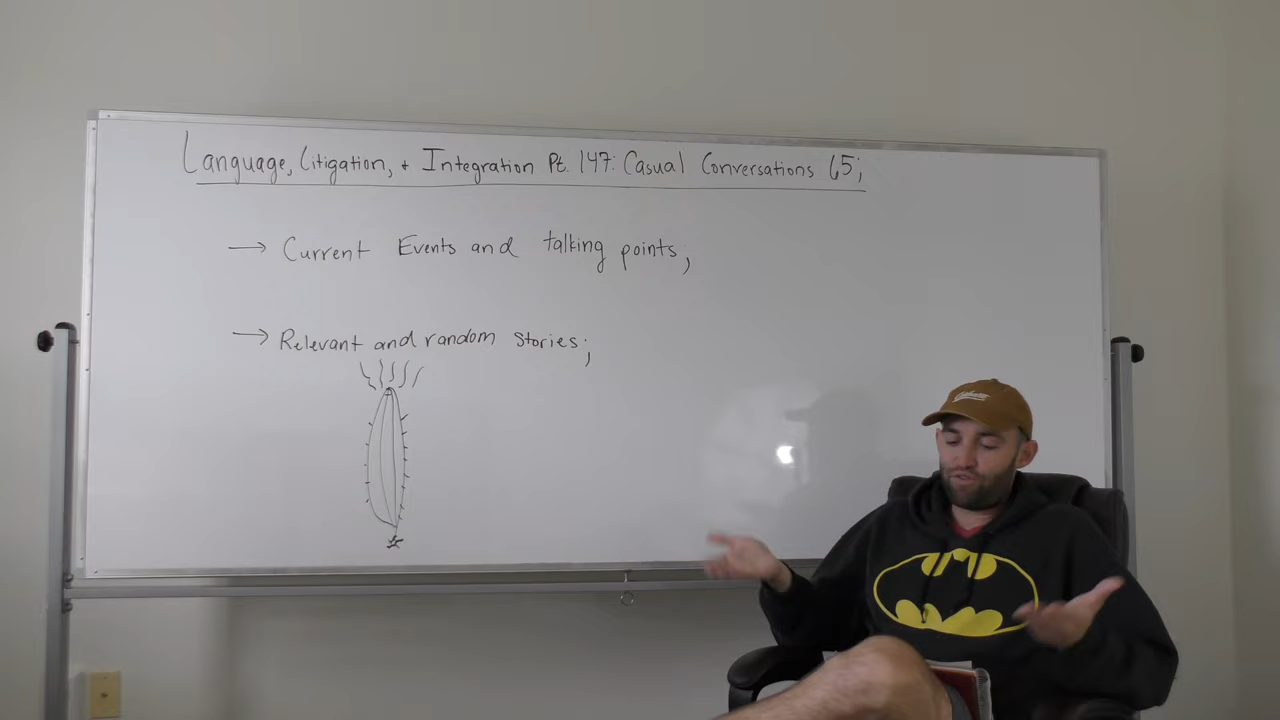 Language, Litigation, + Integration Pt. 147: Casual Conversations 65;
→ Current Events and talking points;
→ Relevant and random stories;